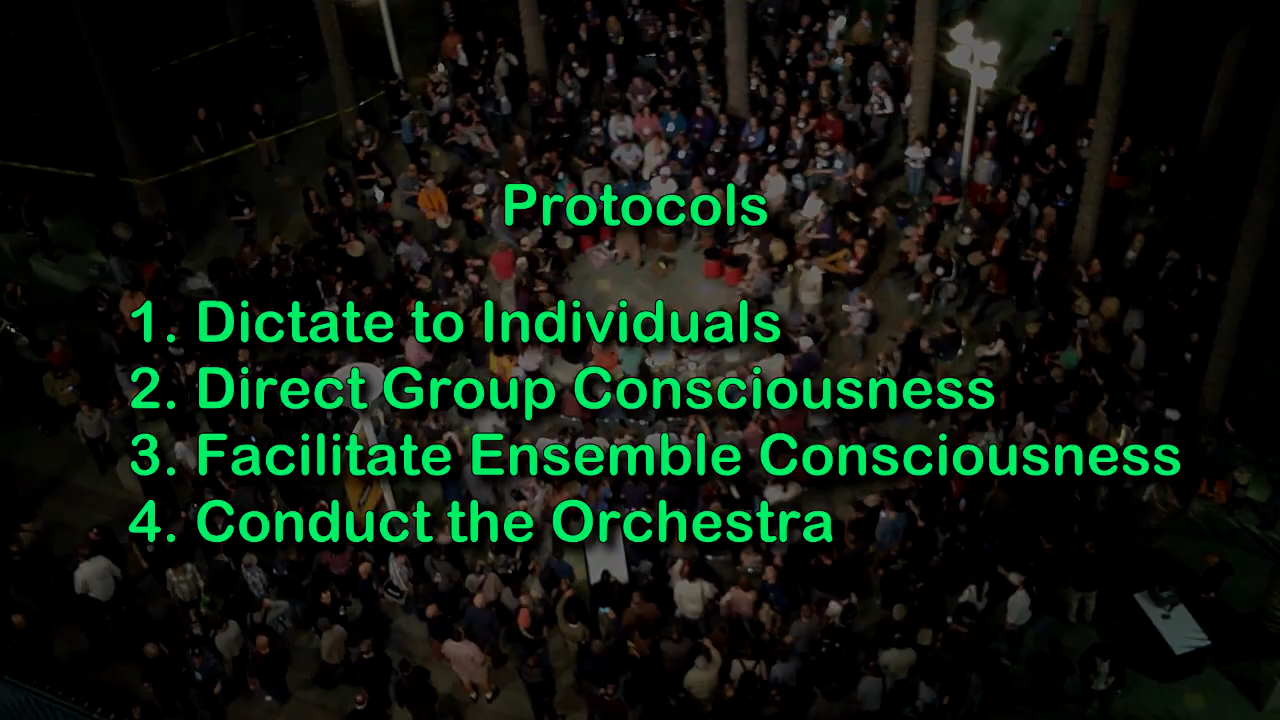 Protocols
1. Dictate to Individuals
2. Direct Group Consciousness
3. Facilitate Ensemble Consciousness
4. Conduct the Orchestra